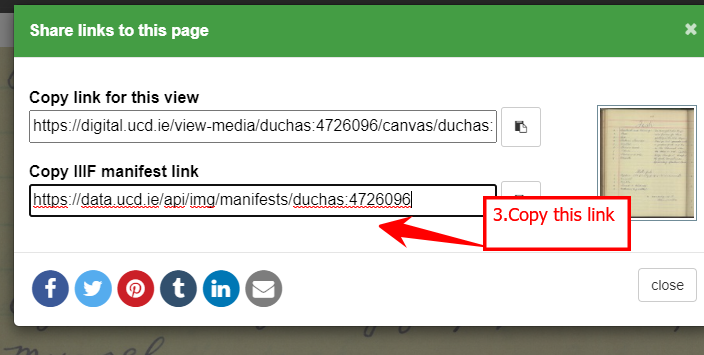 Share links to this page
Copy link for this view
https://digital.ucd.ie/view-media/duchas:4726096/canvas/duchas:
Copy IIIF manifest link
https://data.ucd.ie/api/img/manifests/duchas:4726096
3.Copy this link
close